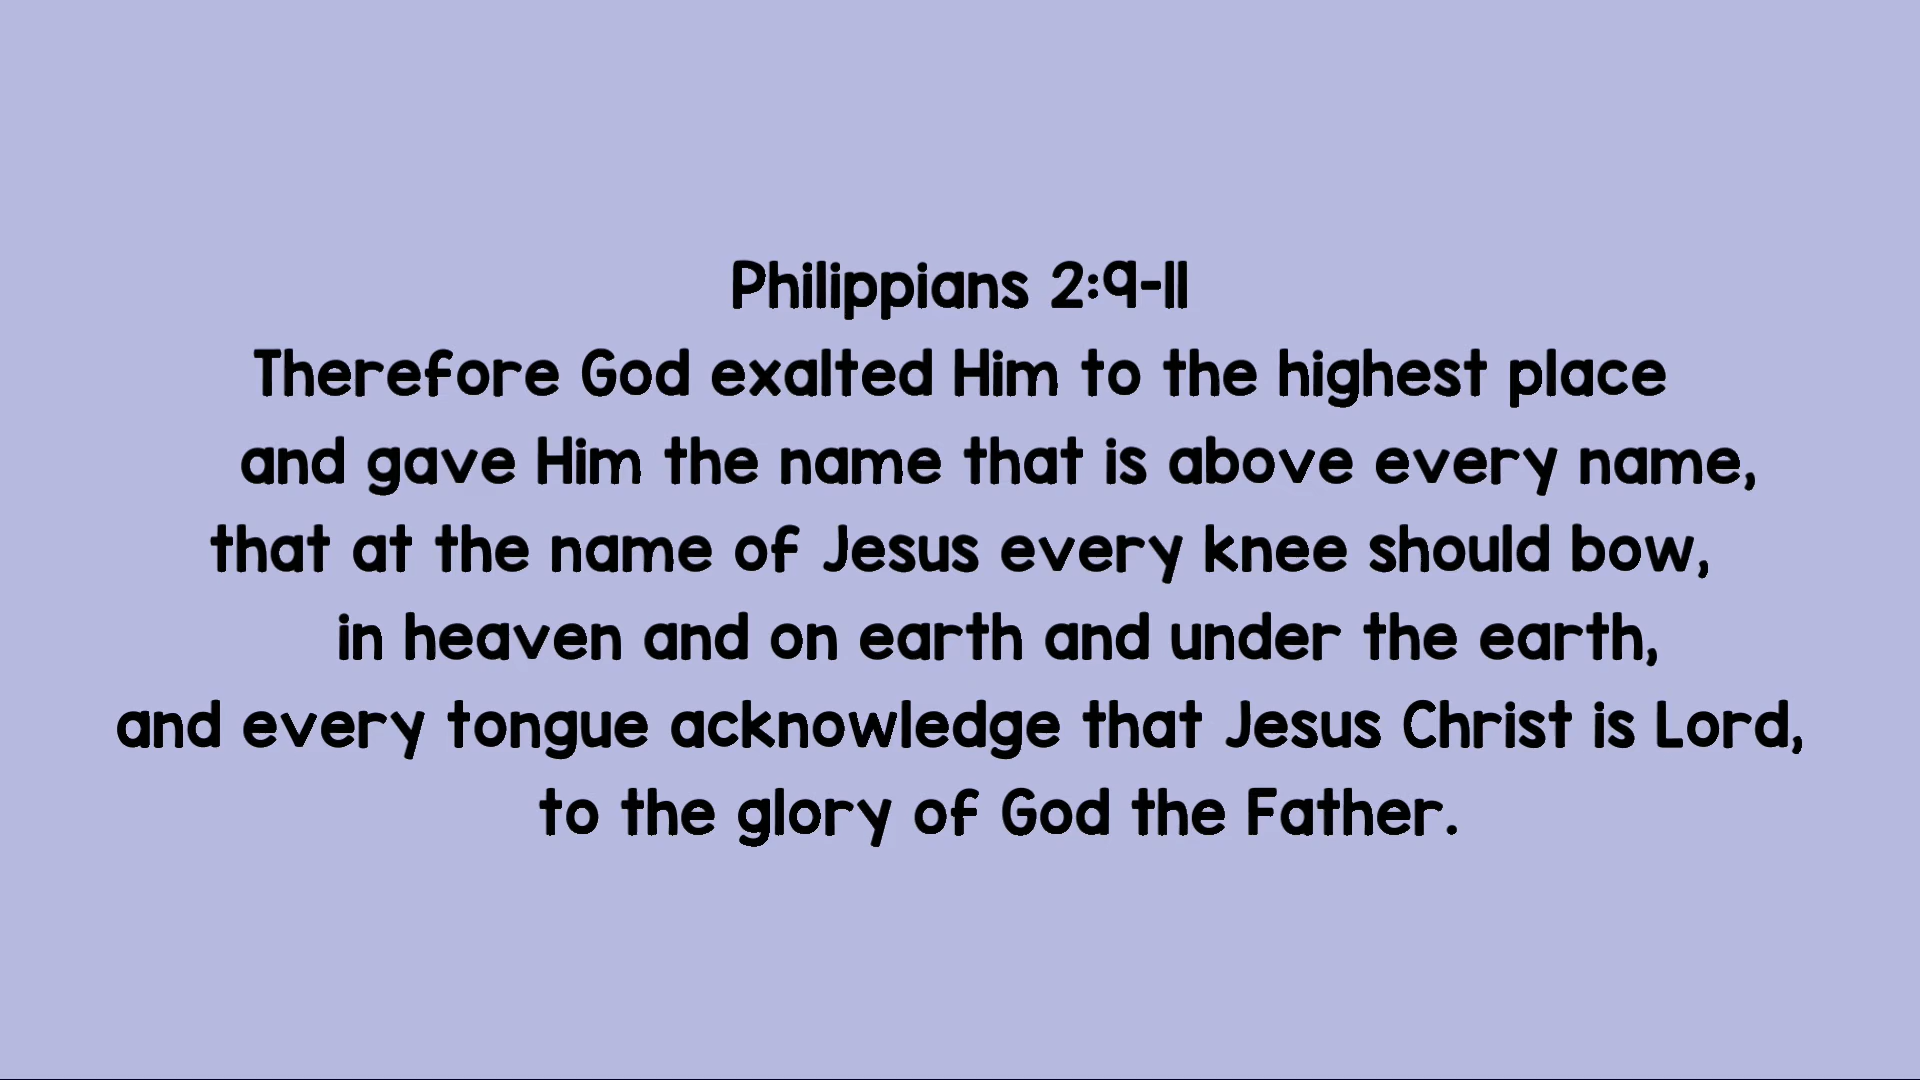 Philippians 2:9-11
Therefore God exalted Him to the highest place
and gave Him the name that is above every name,
that at the name of Jesus every knee should bow,
in heaven and on earth and under the earth,
and every tongue acknowledge that Jesus Christ is Lord,
to the glory of God the Father.